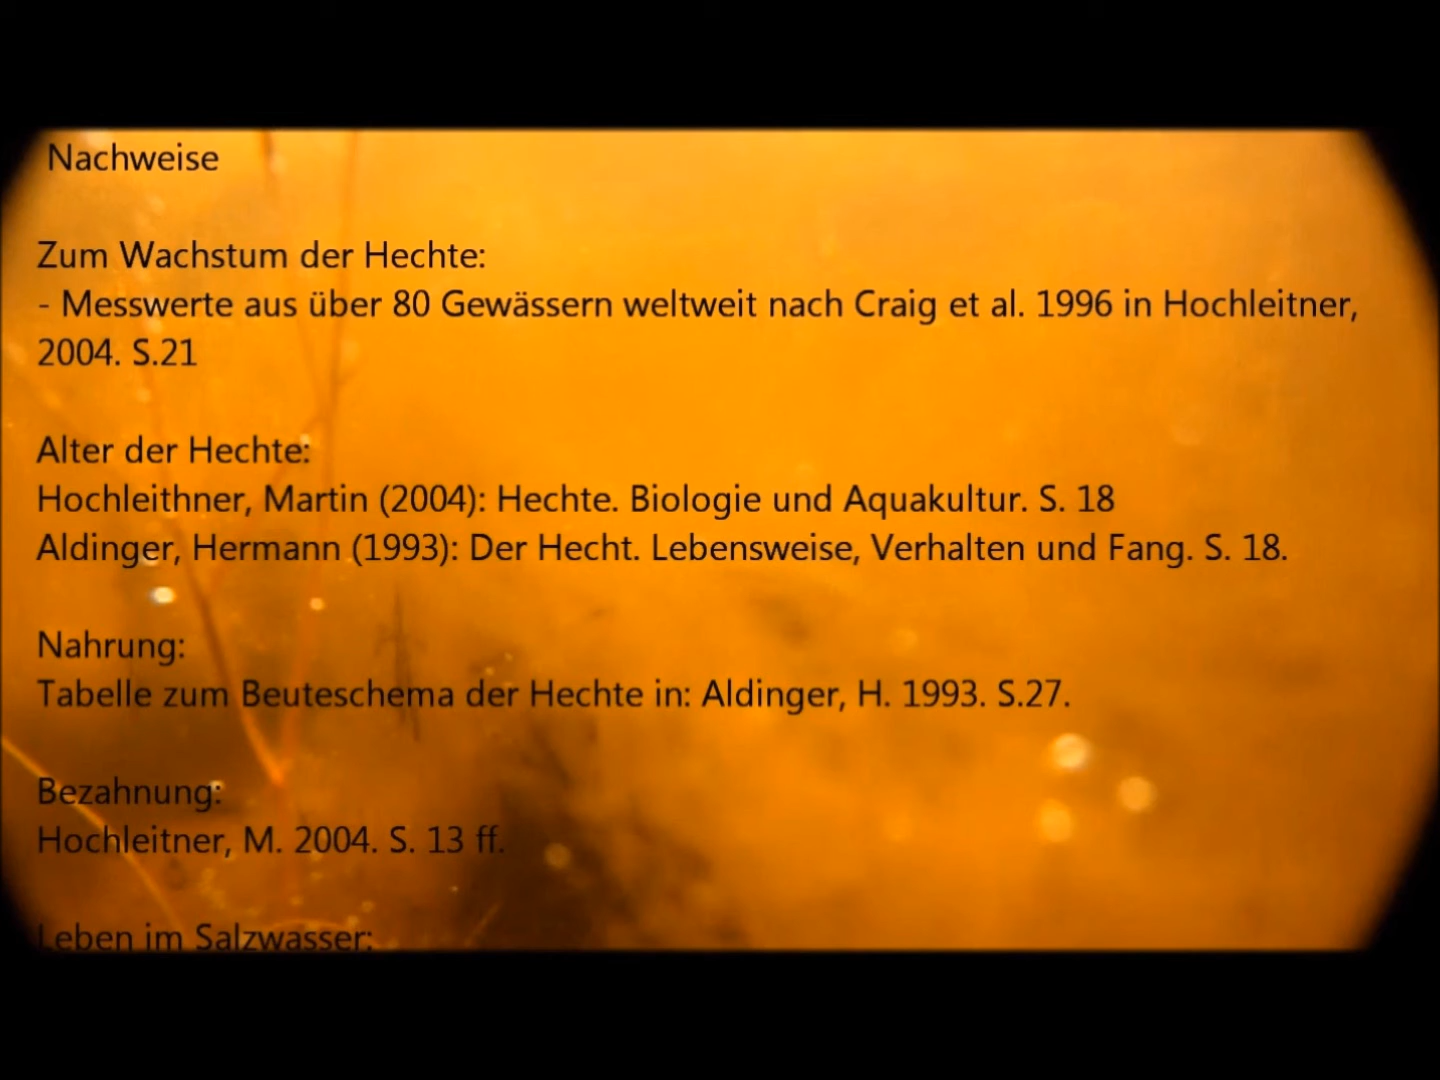 Nachweise
Zum Wachstum der Hechte:
- Messwerte aus über 80 Gewässern weltweit nach Craig et al. 1996 in Hochleitner,
2004. S.21
Alter der Hechte:
Hochleithner, Martin (2004): Hechte. Biologie und Aquakultur. S. 18
Aldinger, Hermann (1993): Der Hecht. Lebensweise, Verhalten und Fang. S. 18.
Nahrung:
Tabelle zum Beuteschema der Hechte in: Aldinger, H. 1993. S.27.
Bezahnung:
Hochleitner, M. 2004. S. 13 ff.
Leben im Salzwasser: